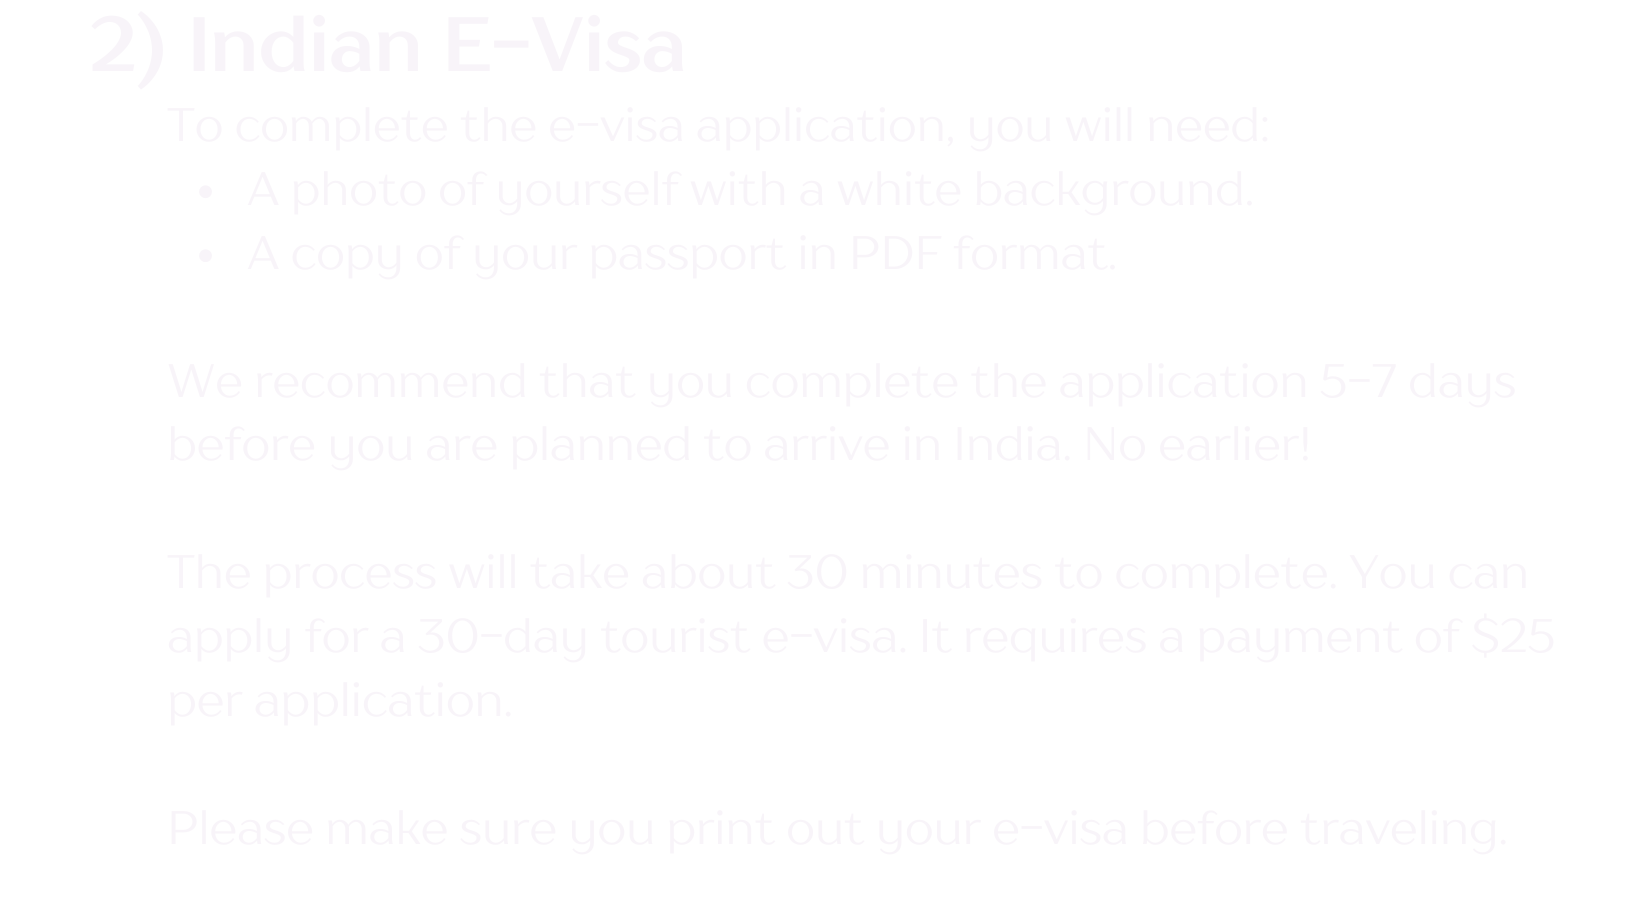 2) Indian E-Visa
To complete the e-visa application, you will need:
• A photo of yourself with a white background.
• A copy of your passport in PDF format.
We recommend that you complete the application 5-7 days
before you are planned to arrive in India. No earlier!
The process will take about 30 minutes to complete. You can
apply for a 30-day tourist e-visa. It requires a payment of $25
per application.
Please make sure you print out your e-visa before traveling.